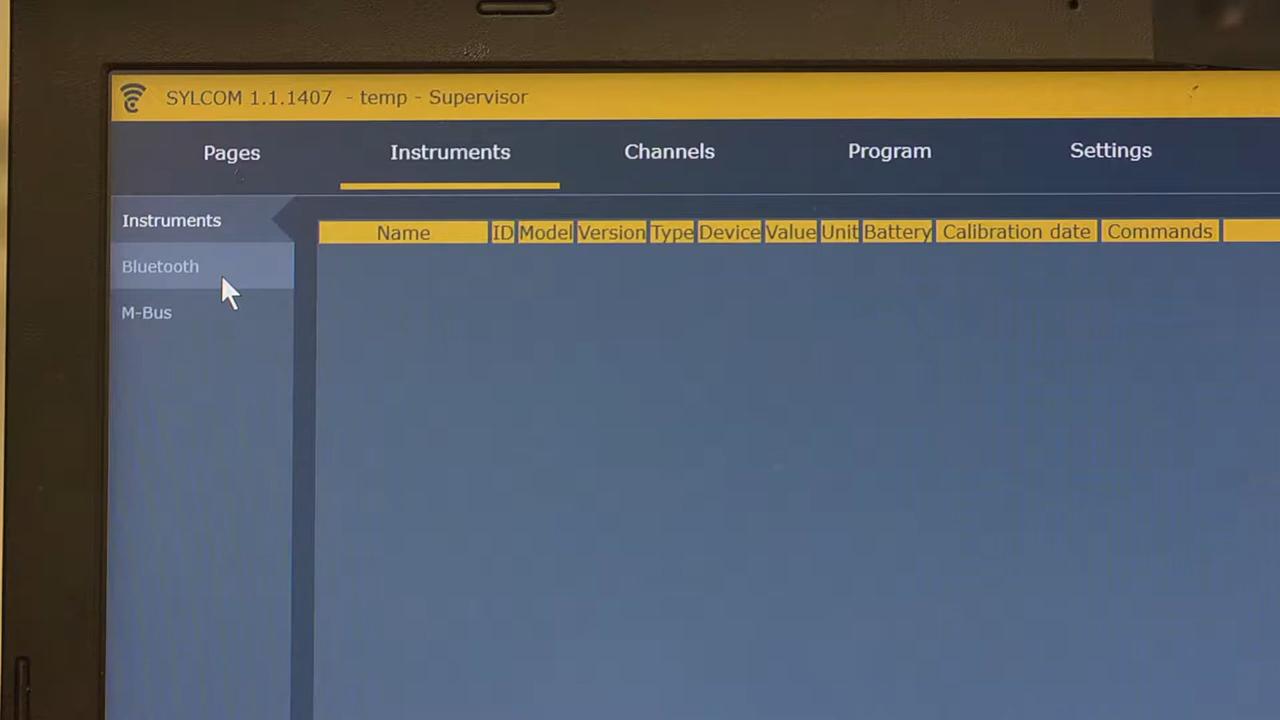 SYLCOM 1.1.1407 - temp - Supervisor
Pages Instruments Channels Program Settings
Instruments
Name ID Model Version Type Device Value Unit Battery Calibration date Commands
Bluetooth
M-Bus